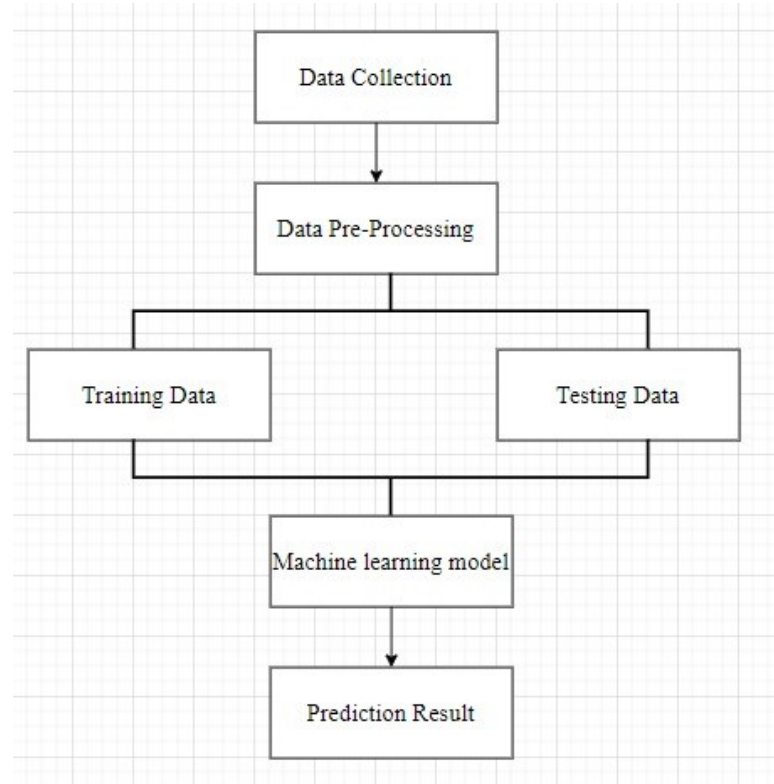 Data Collection
Data Pre-Processing
Training Data
Testing Data
Machine learning model
Prediction Result